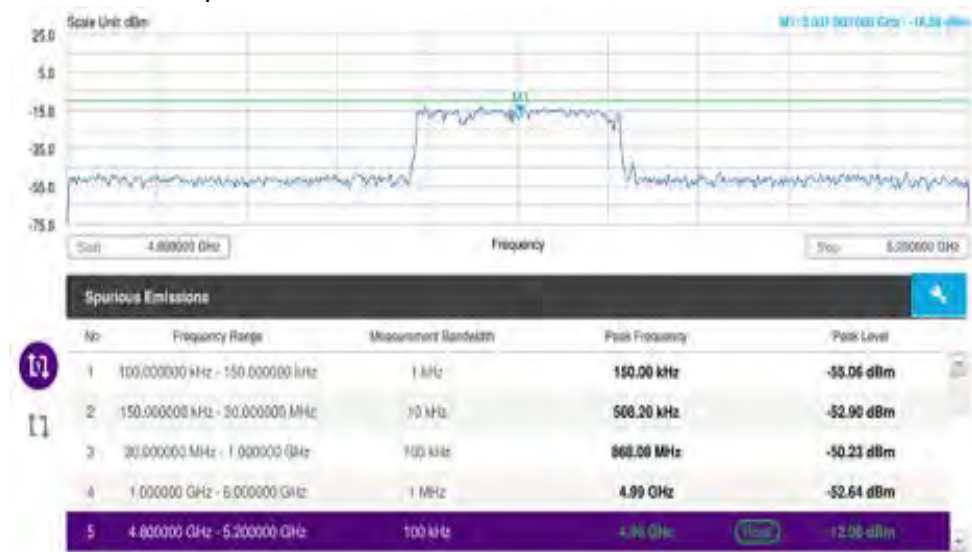 Scale Unit dBm
25.0
5.0
-15.0
-35.0
-55.0
-75.0
M1
Start 4.800000 GHz
Frequency
Stop GHz
Spurious Emissions
No Frequency Range Measurement Bandwidth Peak Frequency Peak Level
1 100.000000 kHz - 150.000000 kHz 1 kHz 150.00 kHz -55.06 dBm
2 150.000000 kHz - 30.000000 MHz 10 kHz 508.20 kHz -52.90 dBm
3 30.000000 MHz - 1.000000 GHz 100 kHz 868.00 MHz -50.23 dBm
4 1.000000 GHz - 6.000000 GHz 1 MHz 4.99 GHz -52.64 dBm
5 4.800000 GHz - 5.200000 GHz 100 kHz GHz dBm